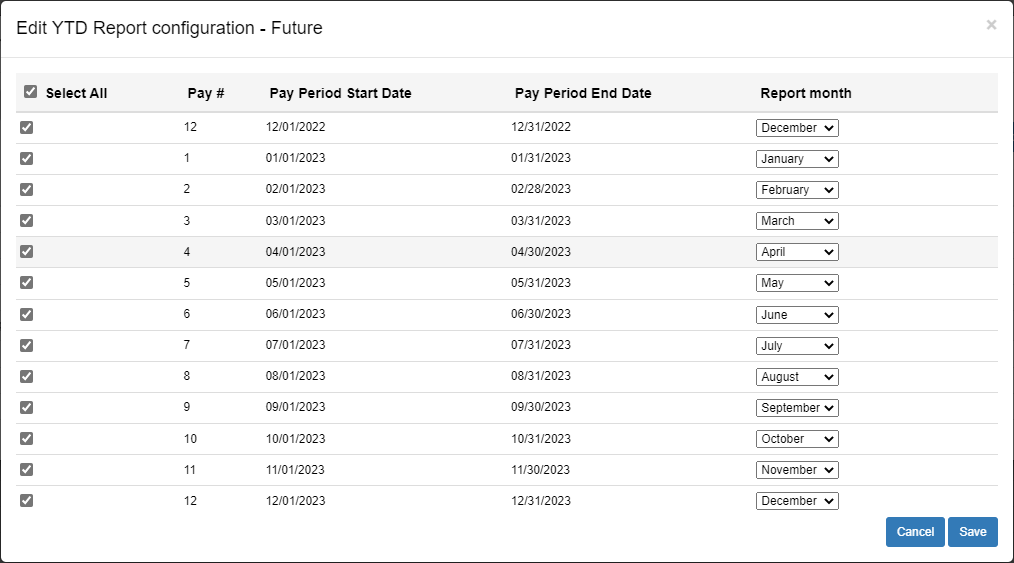 Edit YTD Report configuration - Future ×
Select All Pay # Pay Period Start Date Pay Period End Date Report month
12 12/01/2022 12/31/2022 December
1 01/01/2023 01/31/2023 January
2 02/01/2023 02/28/2023 February
3 03/01/2023 03/31/2023 March
4 04/01/2023 04/30/2023 April
5 05/01/2023 05/31/2023 May
6 06/01/2023 06/30/2023 June
7 07/01/2023 07/31/2023 July
8 08/01/2023 08/31/2023 August
9 09/01/2023 09/30/2023 September
10 10/01/2023 10/31/2023 October
11 11/01/2023 11/30/2023 November
12 12/01/2023 12/31/2023 December
Cancel Save